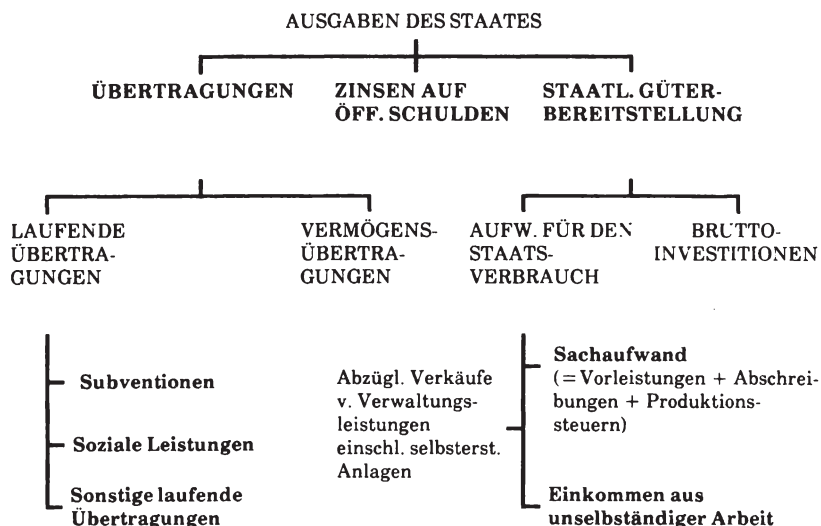 AUSGABEN DES STAATES
ÜBERTRAGUNGEN
ZINSEN AUF
ÖFF. SCHULDEN
STAATL. GÜTER-
BEREITSTELLUNG
LAUFENDE
ÜBERTRA-
GUNGEN
VERMÖGENS-
ÜBERTRA-
GUNGEN
AUFW. FÜR DEN
STAATS-
VERBRAUCH
BRUTTO-
INVESTITIONEN
Subventionen
Soziale Leistungen
Sonstige laufende
Übertragungen
Abzügl. Verkäufe
v. Verwaltungs-
leistungen
einschl. selbsterst.
Anlagen
Sachaufwand
(= Vorleistungen + Abschrei-
bungen + Produktions-
steuern)
Einkommen aus
unselbständiger Arbeit